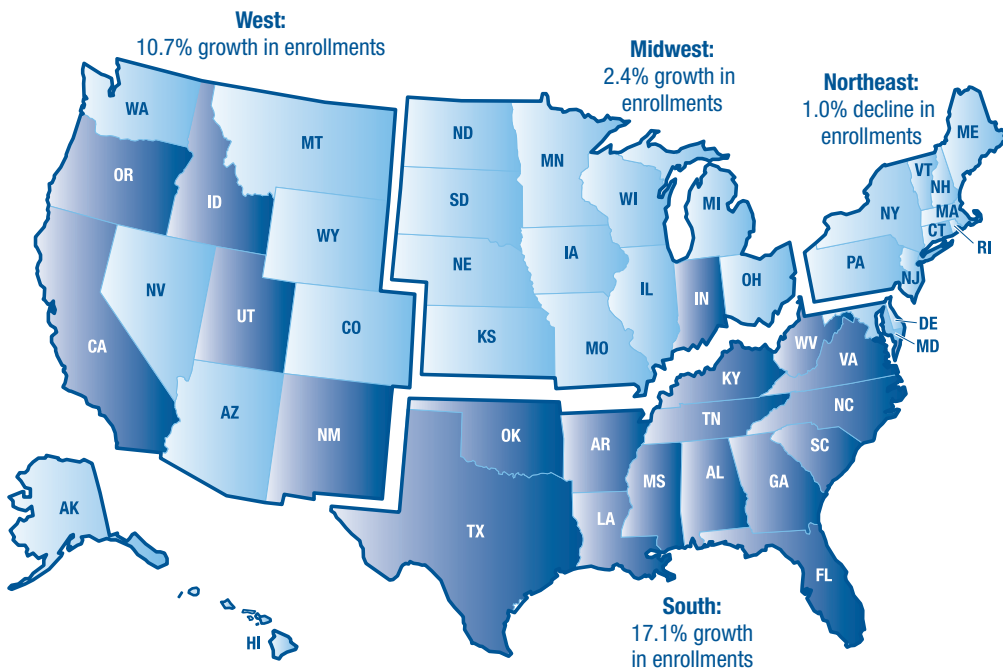 West:
10.7% growth in enrollments
Midwest:
2.4% growth in
enrollments
Northeast:
1.0% decline in
enrollments
WA
MT
ND
MN
ME
VT
NH
OR
ID
SD
WI
MI
NY
MA
CT
RI
WY
NE
IA
PA
NJ
NV
UT
CO
IL
IN
OH
CA
KS
MO
WV
VA
DE
MD
KY
AZ
NM
OK
AR
TN
NC
SC
MS
AL
GA
AK
TX
LA
FL
HI
South:
17.1% growth
in enrollments